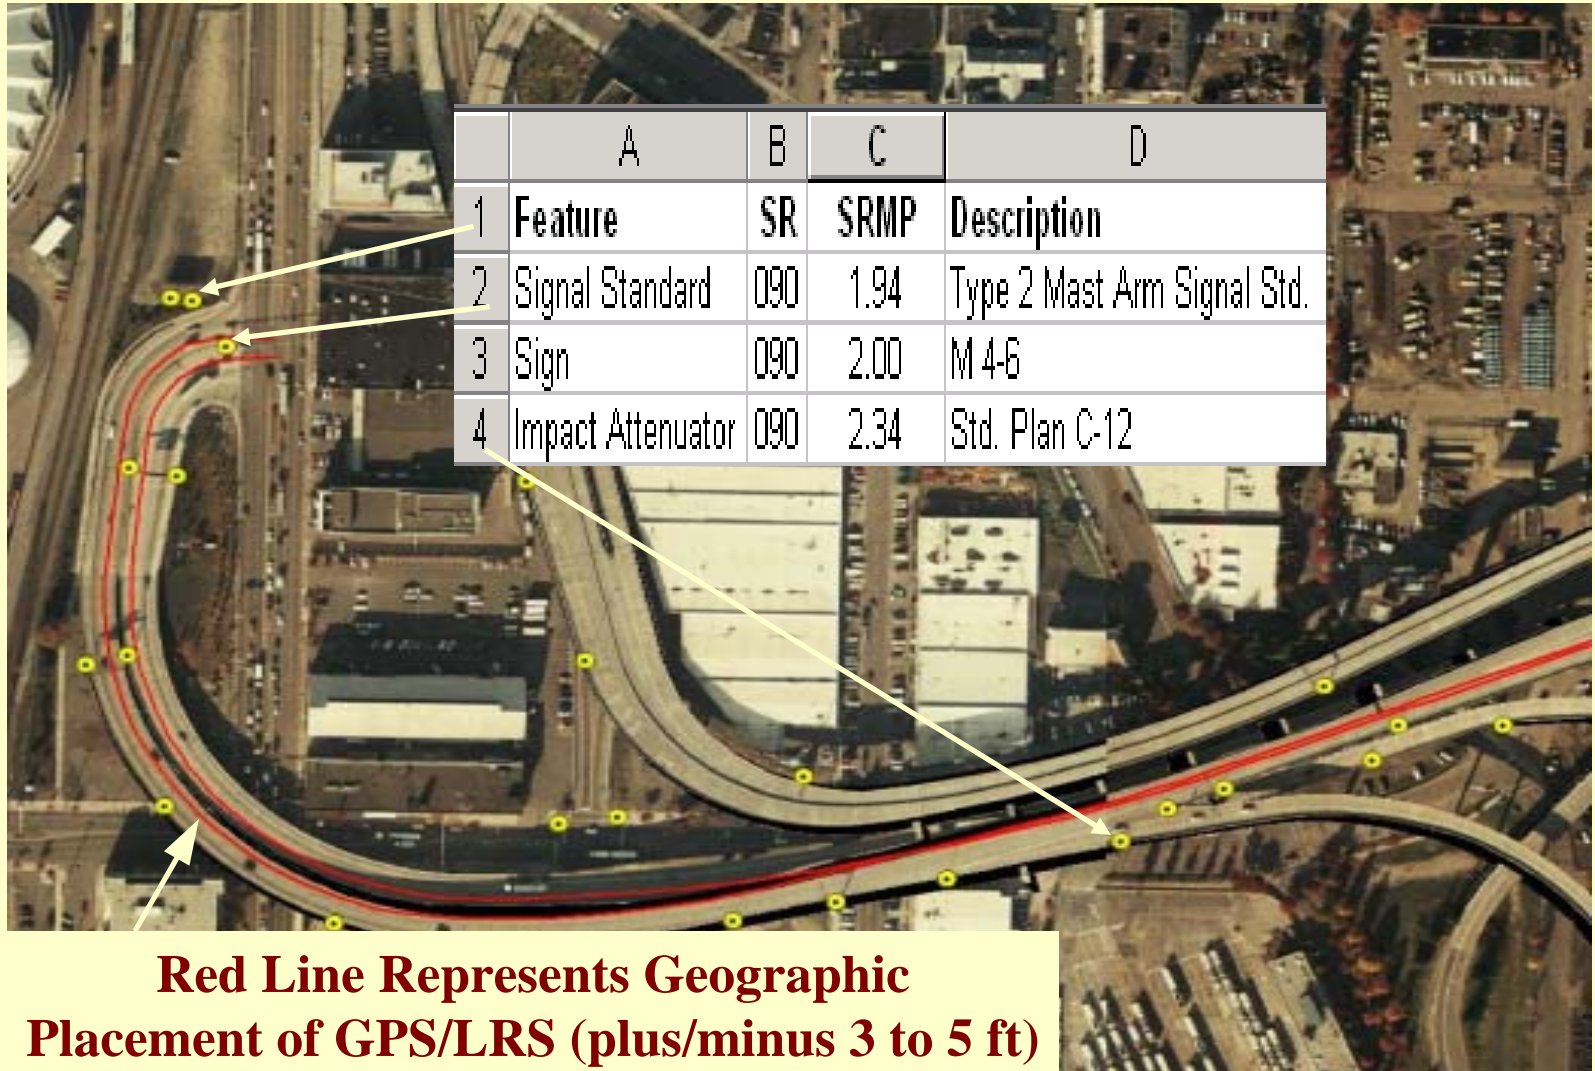 A B C D
1 Feature SR SRMP Description
2 Signal Standard 090 1.94 Type 2 Mast Arm Signal Std.
3 Sign 090 2.00 M 4-6
4 Impact Attenuator 090 2.34 Std. Plan C-12
Red Line Represents Geographic
Placement of GPS/LRS (plus/minus 3 to 5 ft)